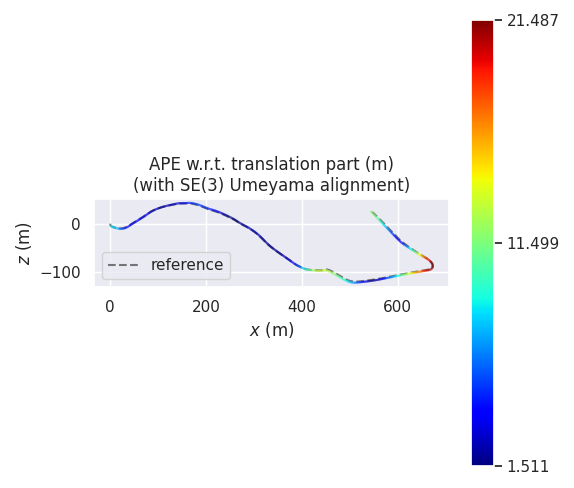 APE w.r.t. translation part (m)
(with SE(3) Umeyama alignment)
21.487
11.499
1.511
z (m)
0
−100
reference
0
200
400
600
x (m)